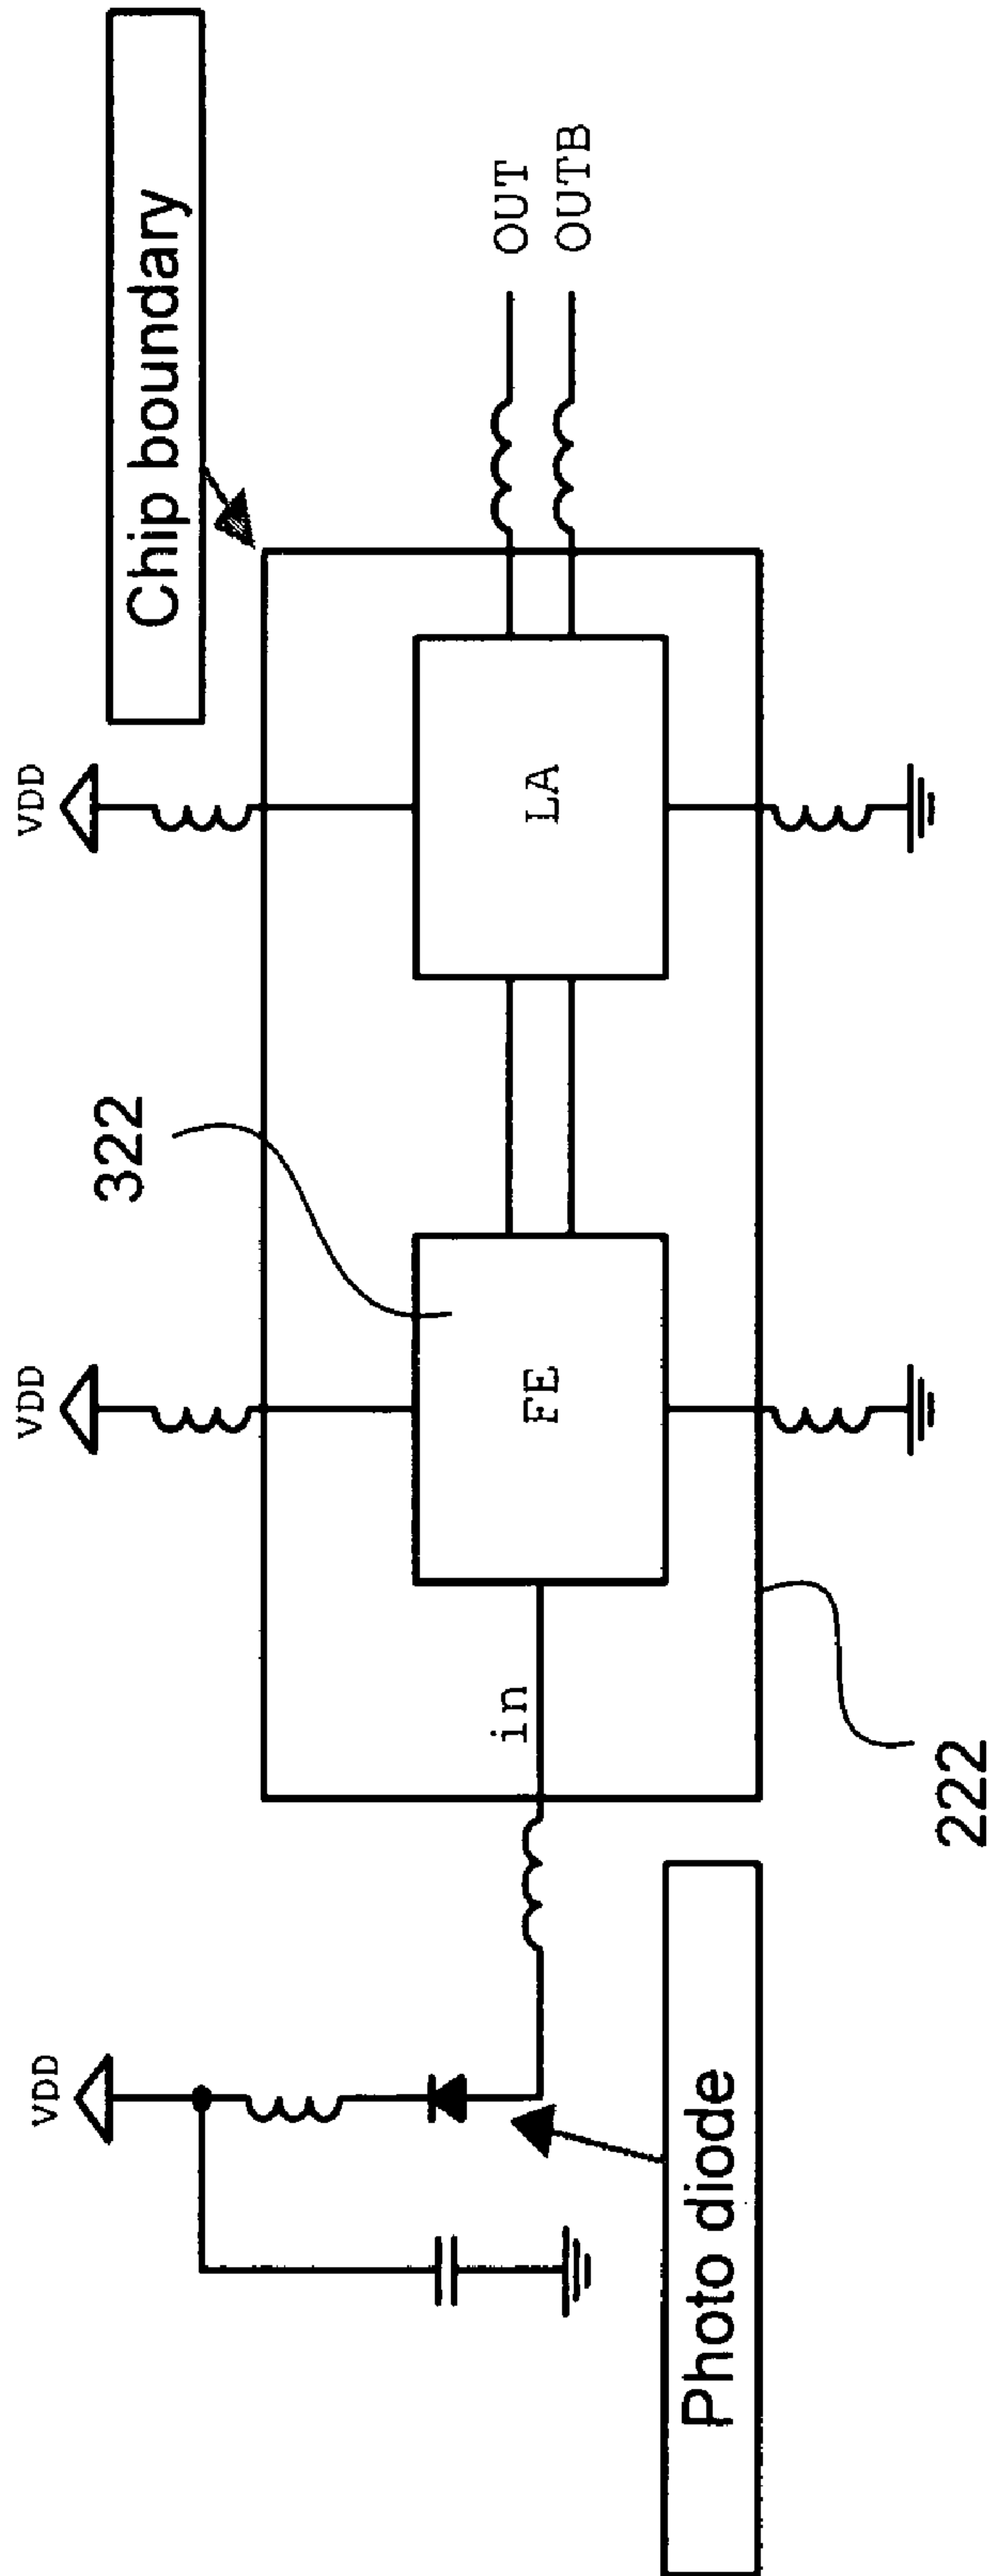 Chip boundary
VDD
VDD
VDD
322
OUT
OUTB
in
FE
LA
Photo diode
222